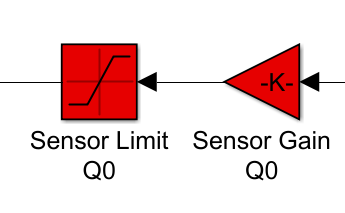 -K-
Sensor Limit
Q0
Sensor Gain
Q0